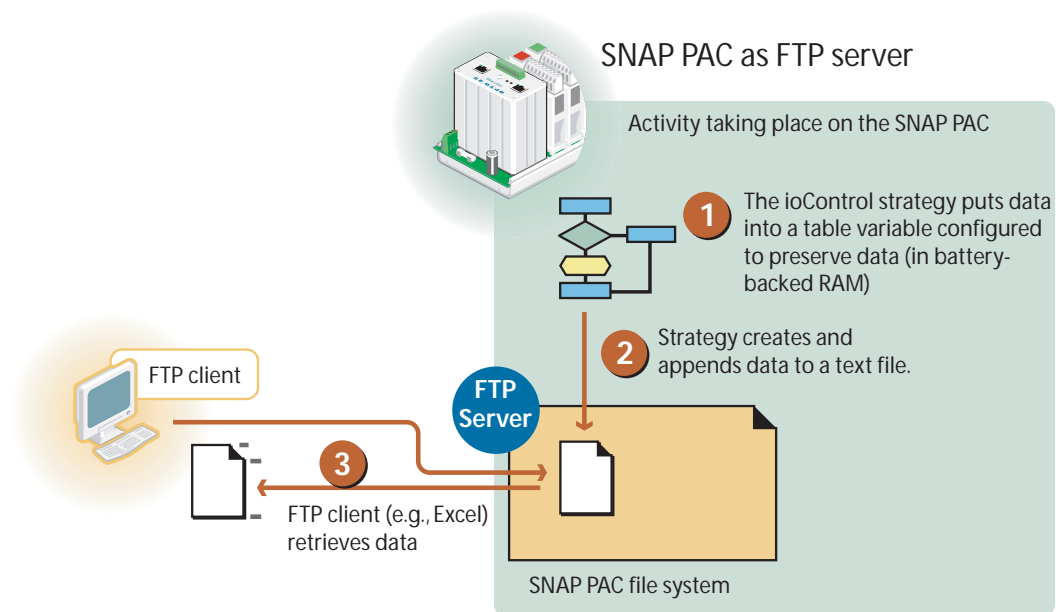 SNAP PAC as FTP server
Activity taking place on the SNAP PAC
1
The ioControl strategy puts data
into a table variable configured
to preserve data (in battery-
backed RAM)
2
Strategy creates and
appends data to a text file.
FTP client
FTP
Server
3
FTP client (e.g., Excel)
retrieves data
SNAP PAC file system